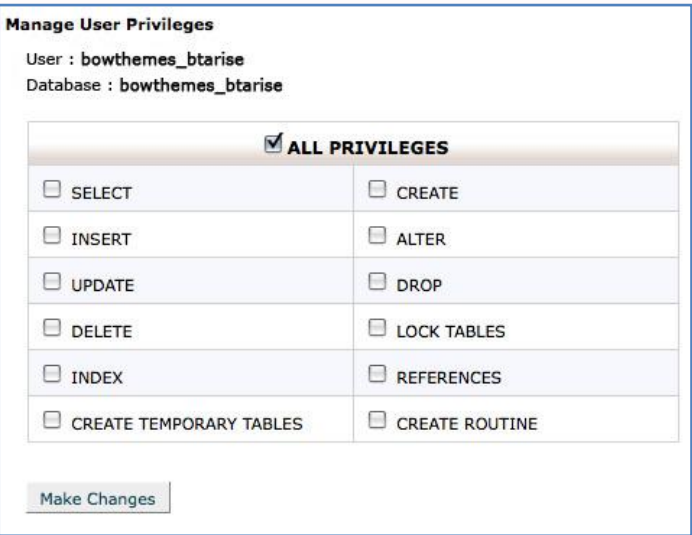 Manage User Privileges
User : bowthemes_btarise
Database : bowthemes_btarise
ALL PRIVILEGES
SELECT CREATE
INSERT ALTER
UPDATE DROP
DELETE LOCK TABLES
INDEX REFERENCES
CREATE TEMPORARY TABLES CREATE ROUTINE
Make Changes